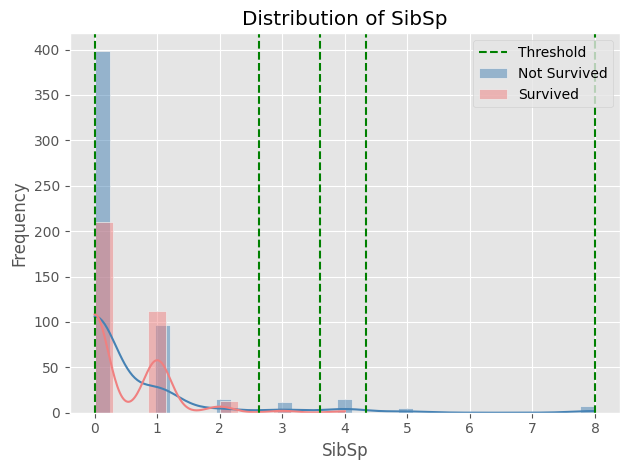 Distribution of SibSp
Threshold
Not Survived
Survived
Frequency
400
350
300
250
200
150
100
50
0
0 1 2 3 4 5 6 7 8
SibSp